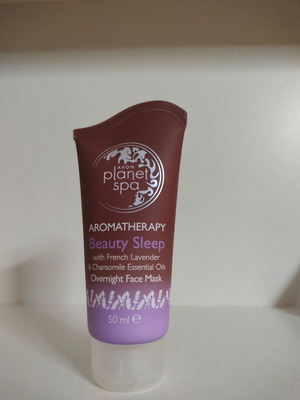 AVON
planet
spa
AROMATHERAPY
Beauty Sleep
with French Lavender
& Chamomile Essential Oils
Overnight Face Mask
50 ml ℮